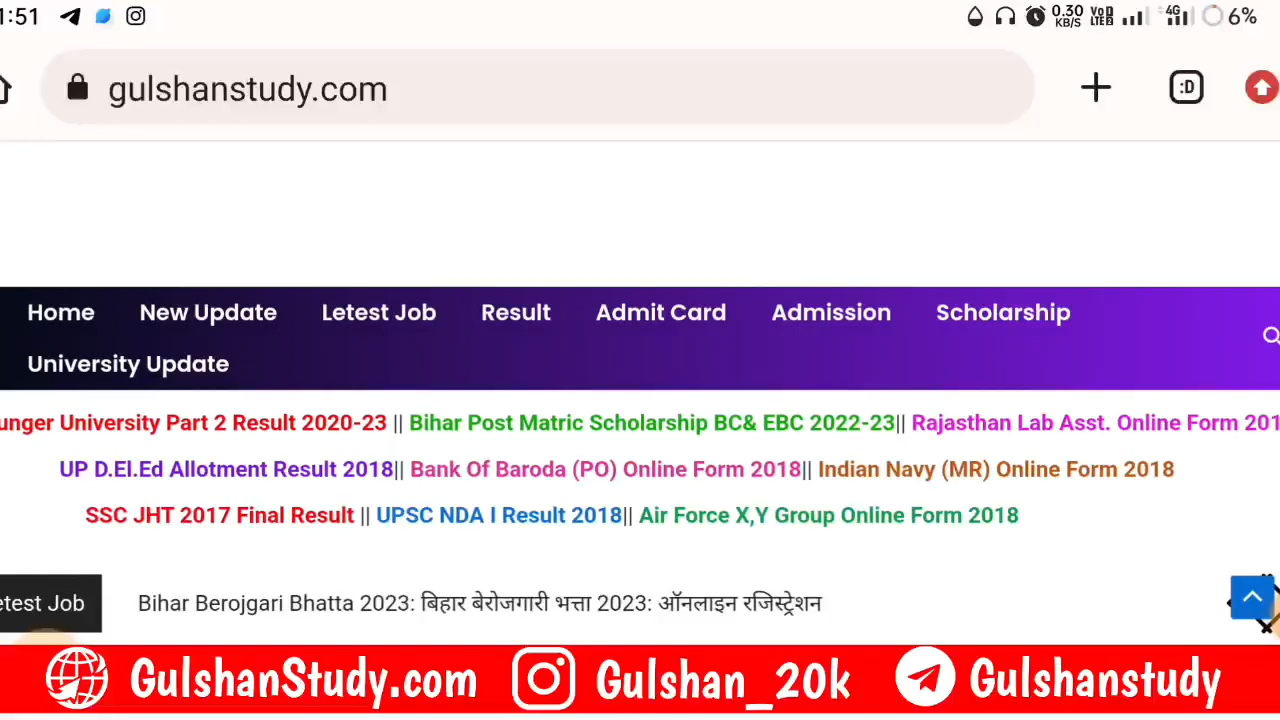 1:51 0.30 KB/S VoD LTE2 4G 6%
gulshanstudy.com :D
Home New Update Letest Job Result Admit Card Admission Scholarship
University Update
unger University Part 2 Result 2020-23 || Bihar Post Matric Scholarship BC& EBC 2022-23|| Rajasthan Lab Asst. Online Form 201
UP D.El.Ed Allotment Result 2018|| Bank Of Baroda (PO) Online Form 2018|| Indian Navy (MR) Online Form 2018
SSC JHT 2017 Final Result || UPSC NDA I Result 2018|| Air Force X,Y Group Online Form 2018
etest Job Bihar Berojgari Bhatta 2023: बिहार बेरोजगारी भत्ता 2023: ऑनलाइन रजिस्ट्रेशन
GulshanStudy.com Gulshan_20k Gulshanstudy